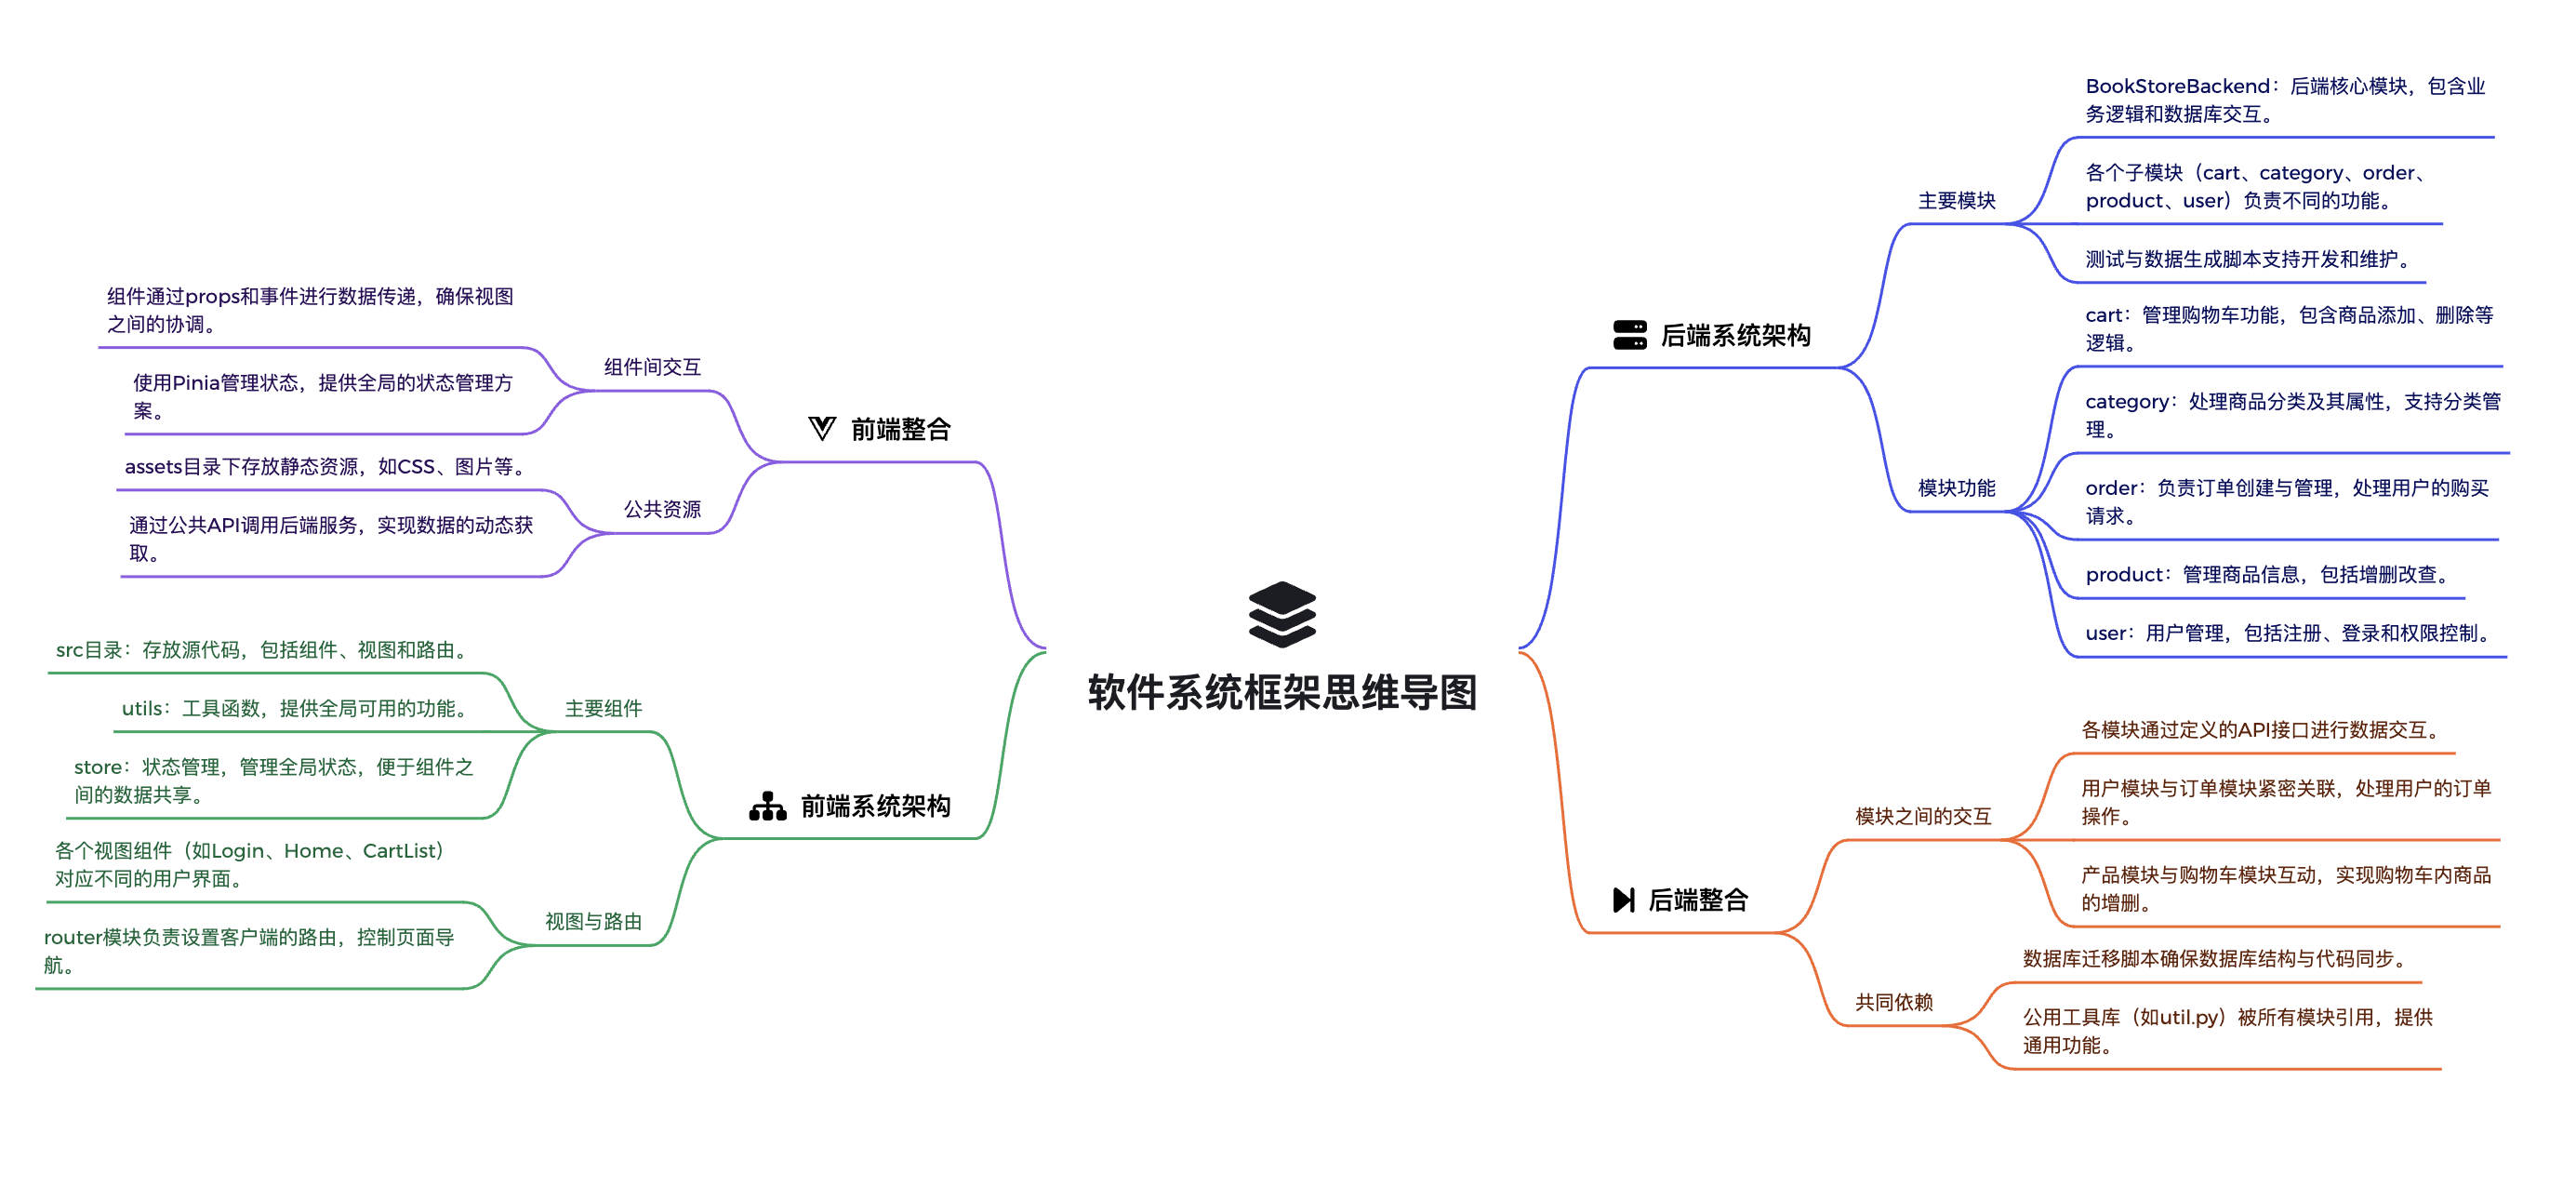 软件系统框架思维导图
后端系统架构
主要模块
BookStoreBackend：后端核心模块，包含业
务逻辑和数据库交互。
各个子模块（cart、category、order、
product、user）负责不同的功能。
测试与数据生成脚本支持开发和维护。
模块功能
cart：管理购物车功能，包含商品添加、删除等
逻辑。
category：处理商品分类及其属性，支持分类管
理。
order：负责订单创建与管理，处理用户的购买
请求。
product：管理商品信息，包括增删改查。
user：用户管理，包括注册、登录和权限控制。
后端整合
模块之间的交互
各模块通过定义的API接口进行数据交互。
用户模块与订单模块紧密关联，处理用户的订单
操作。
产品模块与购物车模块互动，实现购物车内商品
的增删。
共同依赖
数据库迁移脚本确保数据库结构与代码同步。
公用工具库（如util.py）被所有模块引用，提供
通用功能。
前端整合
组件间交互
组件通过props和事件进行数据传递，确保视图
之间的协调。
使用Pinia管理状态，提供全局的状态管理方
案。
公共资源
assets目录下存放静态资源，如CSS、图片等。
通过公共API调用后端服务，实现数据的动态获
取。
前端系统架构
主要组件
src目录：存放源代码，包括组件、视图和路由。
utils：工具函数，提供全局可用的功能。
store：状态管理，管理全局状态，便于组件之
间的数据共享。
视图与路由
各个视图组件（如Login、Home、CartList）
对应不同的用户界面。
router模块负责设置客户端的路由，控制页面导
航。